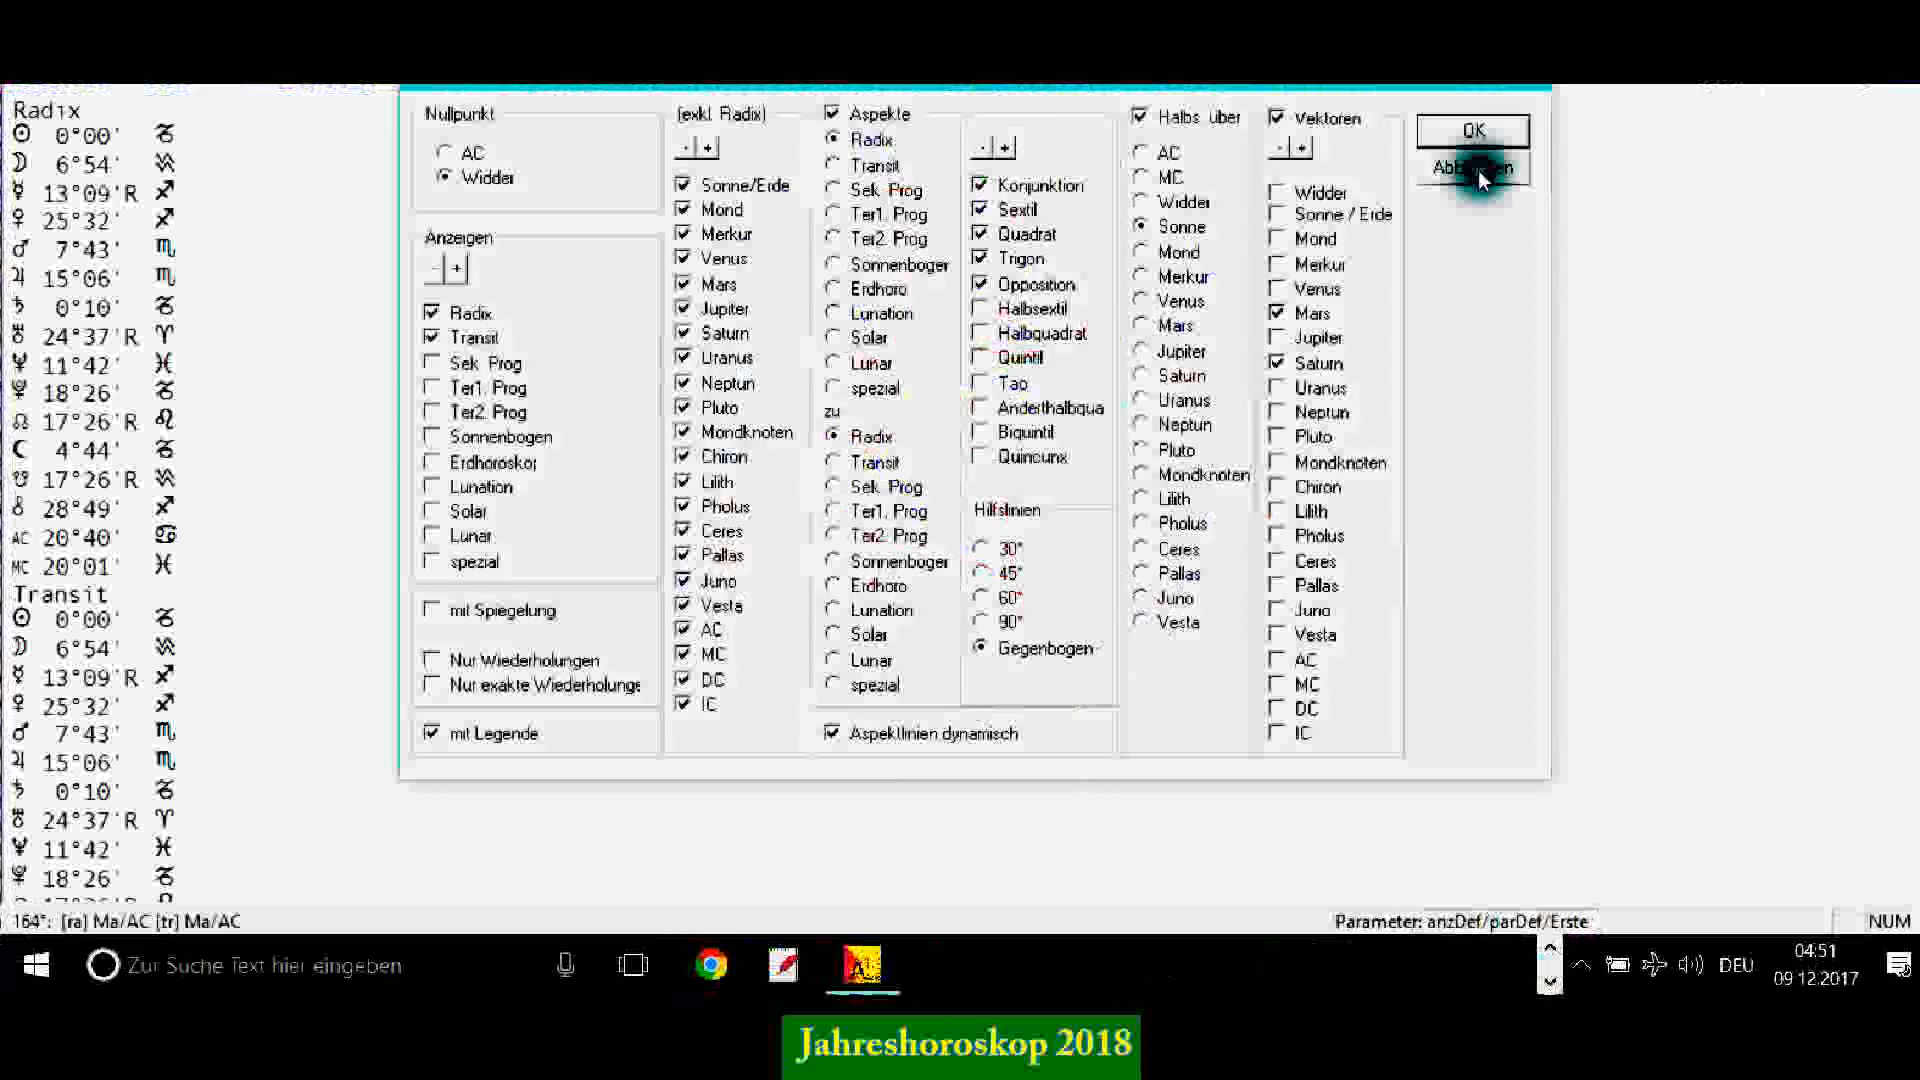 Radix
☉ 0°00' ♑
☽ 6°54' ♒
☿ 13°09'R ♐
♀ 25°32' ♐
♂ 7°43' ♏
♃ 15°06' ♏
♄ 0°10' ♑
♅ 24°37'R ♈
♆ 11°42' ♓
♇ 18°26' ♑
☊ 17°26'R ♌
☾ 4°44' ♑
☋ 17°26'R ♒
⚷ 28°49' ♐
AC 20°40' ♋
MC 20°01' ♓
Transit
☉ 0°00' ♑
☽ 6°54' ♒
☿ 13°09'R ♐
♀ 25°32' ♐
♂ 7°43' ♏
♃ 15°06' ♏
♄ 0°10' ♑
♅ 24°37'R ♈
♆ 11°42' ♓
♇ 18°26' ♑
Nullpunkt
AC
Widder
Anzeigen
- +
Radix
Transit
Sek. Prog
Ter1. Prog
Ter2. Prog
Sonnenbogen
Erdhoroskop
Lunation
Solar
Lunar
spezial
mit Spiegelung
Nur Wiederholungen
Nur exakte Wiederholunge
mit Legende
(exkl. Radix)
- +
Sonne/Erde
Mond
Merkur
Venus
Mars
Jupiter
Saturn
Uranus
Neptun
Pluto
Mondknoten
Chiron
Lilith
Pholus
Ceres
Pallas
Juno
Vesta
AC
MC
DC
IC
Aspekte
Radix
Transit
Sek. Prog
Ter1. Prog
Ter2. Prog
Sonnenboger
Erdhoro
Lunation
Solar
Lunar
spezial
zu
Radix
Transit
Sek. Prog
Ter1. Prog
Ter2. Prog
Sonnenboger
Erdhoro
Lunation
Solar
Lunar
spezial
Aspektlinien dynamisch
- +
Konjunktion
Sextil
Quadrat
Trigon
Opposition
Halbsextil
Halbquadrat
Quintil
Tao
Anderthalbqua
Biquintil
Quincunx
Hilfslinien
30°
45°
60°
90°
Gegenbogen
Halbs. über
AC
MC
Widder
Sonne
Mond
Merkur
Venus
Mars
Jupiter
Saturn
Uranus
Neptun
Pluto
Mondknoten
Lilith
Pholus
Ceres
Pallas
Juno
Vesta
Vektoren
- +
Widder
Sonne / Erde
Mond
Merkur
Venus
Mars
Jupiter
Saturn
Uranus
Neptun
Pluto
Mondknoten
Chiron
Lilith
Pholus
Ceres
Pallas
Juno
Vesta
AC
MC
DC
IC
OK
164°: [ra] Ma/AC [tr] Ma/AC
Parameter: anzDef/parDef/Erste
NUM
Zur Suche Text hier eingeben
DEU
04:51
09.12.2017
Jahreshoroskop 2018